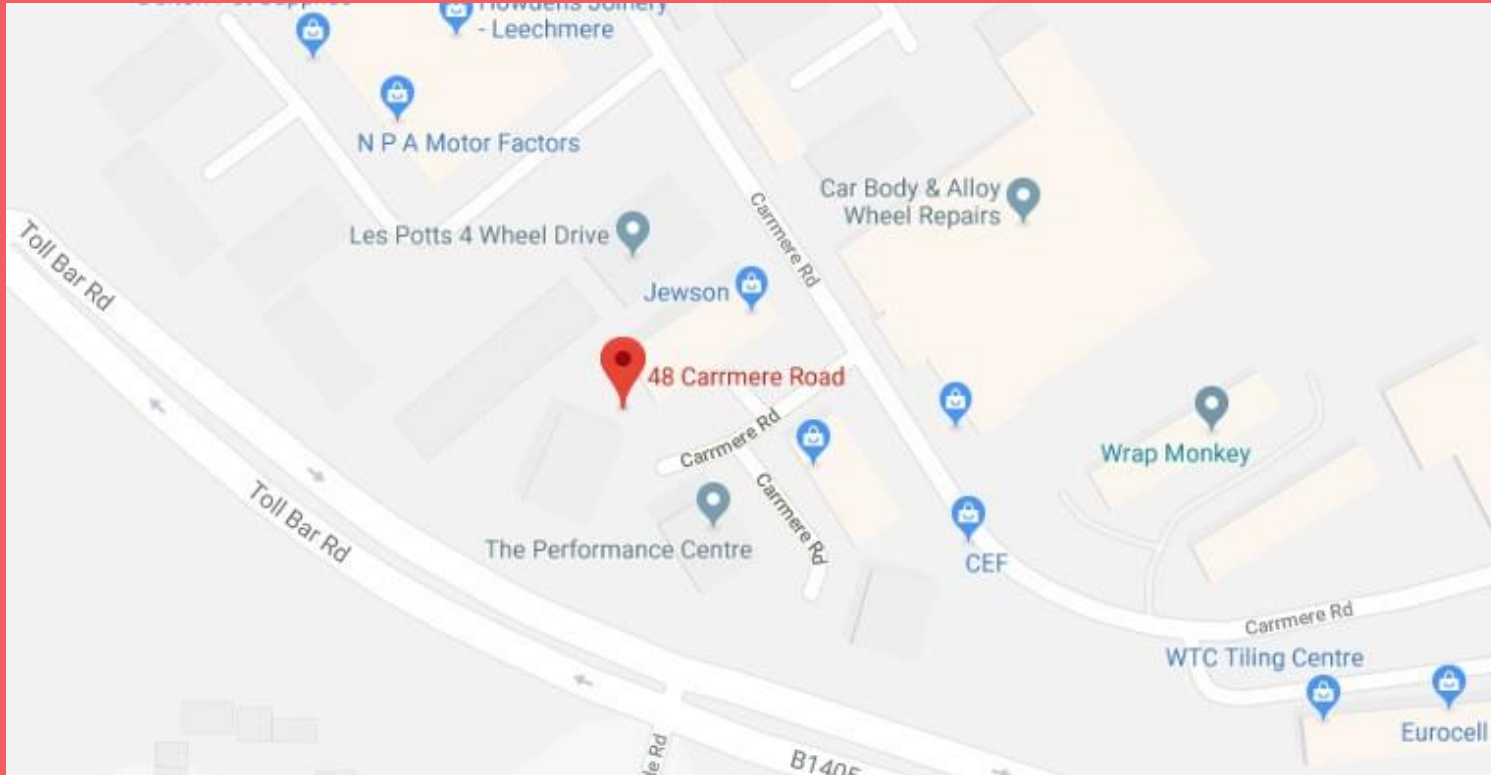 - Leechmere
N P A Motor Factors
Car Body & Alloy
Wheel Repairs
Carrmere Rd
Les Potts 4 Wheel Drive
Toll Bar Rd
Jewson
48 Carrmere Road
Carrmere Rd
Wrap Monkey
Toll Bar Rd
Carrmere Rd
The Performance Centre
CEF
Carrmere Rd
WTC Tiling Centre
Eurocell